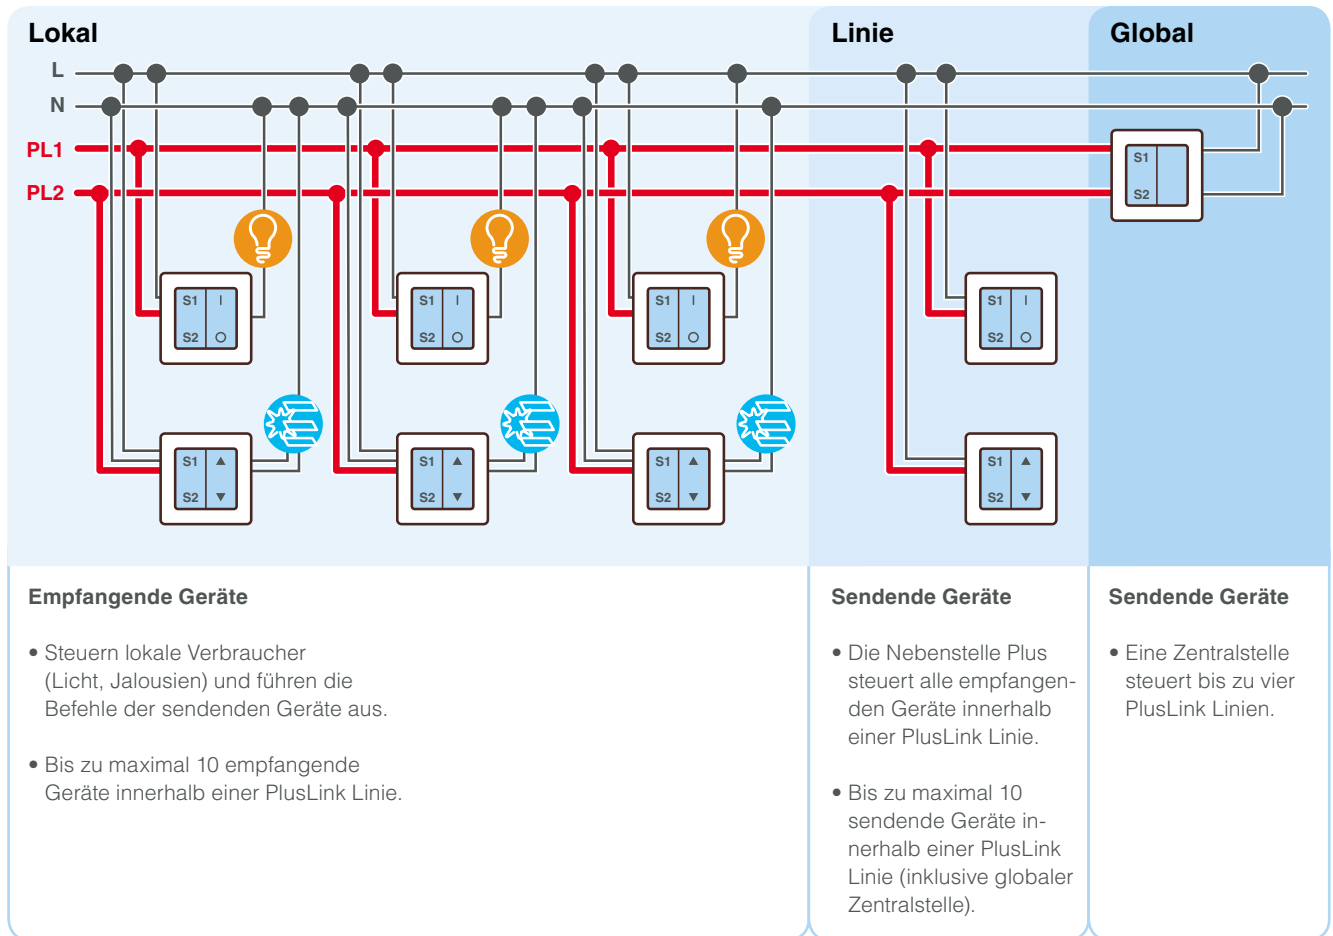 Lokal
Linie
Global
L
N
PL1
PL2
S1
S2
S1 I
S2 O
S1 I
S2 O
S1 I
S2 O
S1 I
S2 O
S1 ▲
S2 ▼
S1 ▲
S2 ▼
S1 ▲
S2 ▼
S1 ▲
S2 ▼
Empfangende Geräte
• Steuern lokale Verbraucher
(Licht, Jalousien) und führen die
Befehle der sendenden Geräte aus.
• Bis zu maximal 10 empfangende
Geräte innerhalb einer PlusLink Linie.
Sendende Geräte
• Die Nebenstelle Plus
steuert alle empfangen-
den Geräte innerhalb
einer PlusLink Linie.
• Bis zu maximal 10
sendende Geräte in-
nerhalb einer PlusLink
Linie (inklusive globaler
Zentralstelle).
Sendende Geräte
• Eine Zentralstelle
steuert bis zu vier
PlusLink Linien.